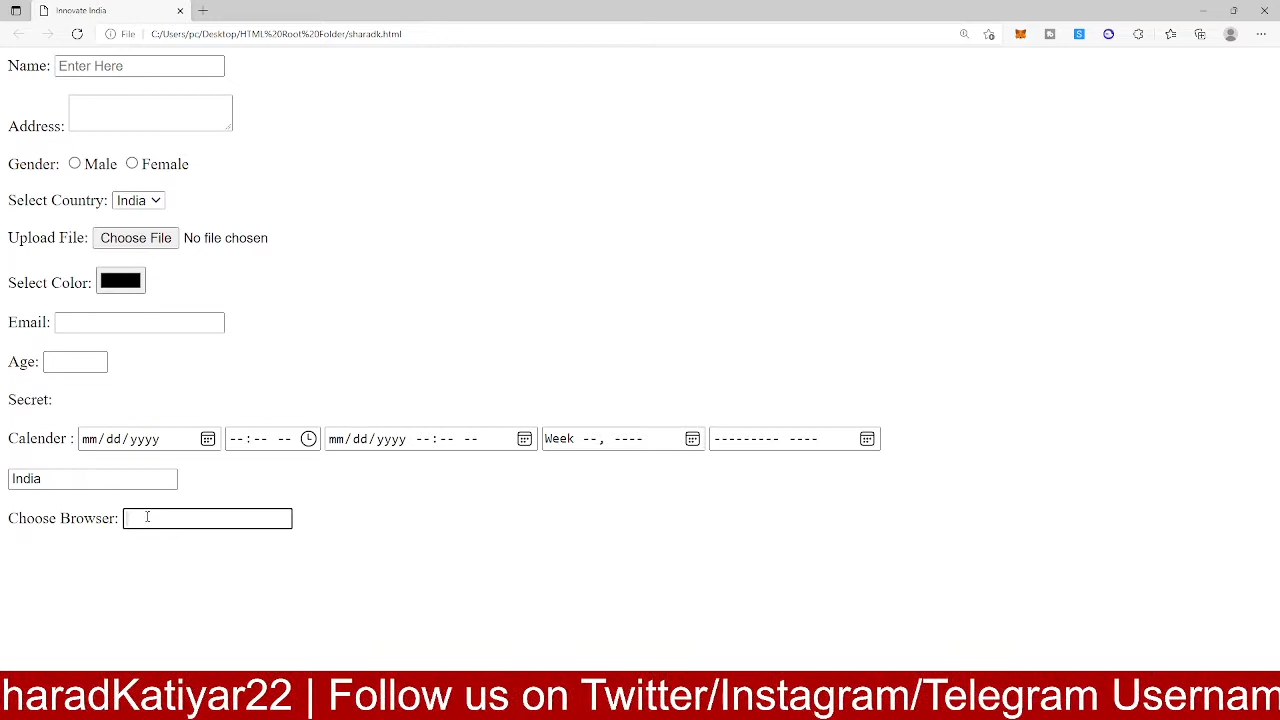 Innovate India
File C:/Users/pc/Desktop/HTML%20Root%20Folder/sharadk.html
Name: Enter Here
Address:
Gender: Male Female
Select Country: India
Upload File: Choose File No file chosen
Select Color:
Email:
Age:
Secret:
Calender : mm/dd/yyyy --:-- -- mm/dd/yyyy --:-- -- Week --, ---- --------- ----
India
Choose Browser:
haradKatiyar22 | Follow us on Twitter/Instagram/Telegram Usernam